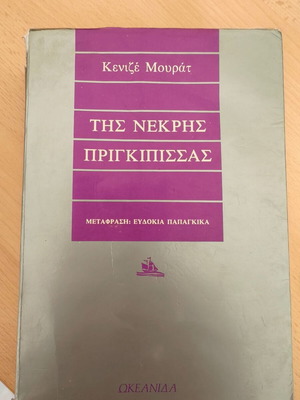 Κενιζέ Μουράτ
ΤΗΣ ΝΕΚΡΗΣ
ΠΡΙΓΚΙΠΙΣΣΑΣ
ΜΕΤΑΦΡΑΣΗ: ΕΥΔΟΚΙΑ ΠΑΠΑΓΚΙΚΑ
ΩΚΕΑΝΙΔΑ